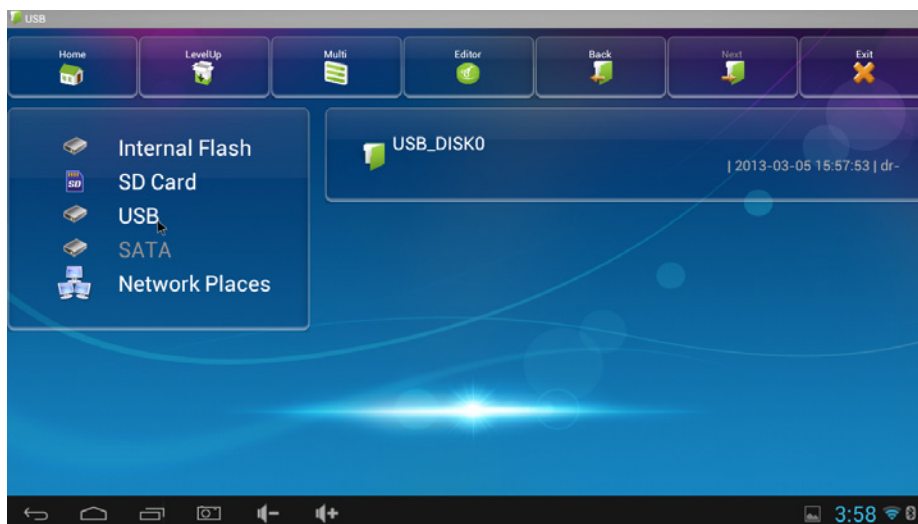 USB
Home LevelUp Multi Editor Back Next Exit
Internal Flash
SD Card
USB
SATA
Network Places
USB_DISK0
| 2013-03-05 15:57:53 | dr-
3:58